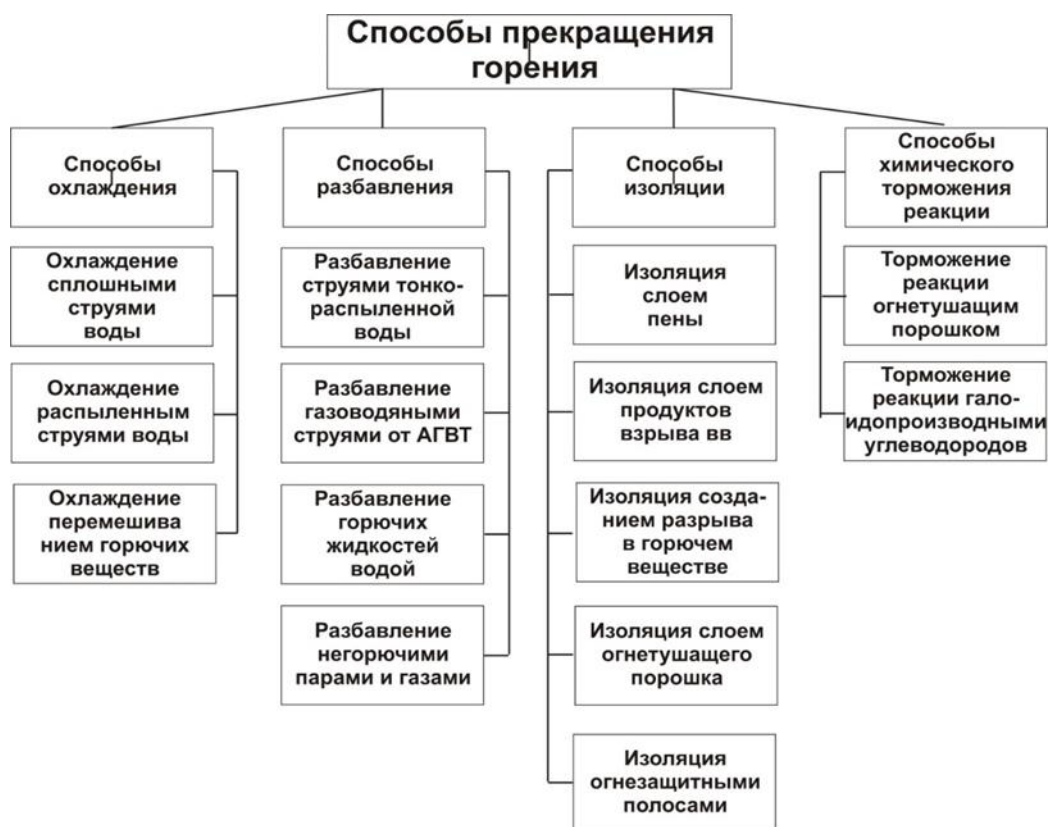 Способы прекращения
горения
Способы
охлаждения
Охлаждение
сплошными
струями
воды
Охлаждение
распыленным
струями воды
Охлаждение
перемешива
нием горючих
веществ
Способы
разбавления
Разбавление
струями тонко-
распыленной
воды
Разбавление
газоводяными
струями от АГВТ
Разбавление
горючих
жидкостей
водой
Разбавление
негорючими
парами и газами
Способы
изоляции
Изоляция
слоем
пены
Изоляция слоем
продуктов
взрыва вв
Изоляция созда-
нием разрыва
в горючем
веществе
Изоляция слоем
огнетушащего
порошка
Изоляция
огнезащитными
полосами
Способы
химического
торможения
реакции
Торможение
реакции
огнетушащим
порошком
Торможение
реакции гало-
идопроизводными
углеводородов